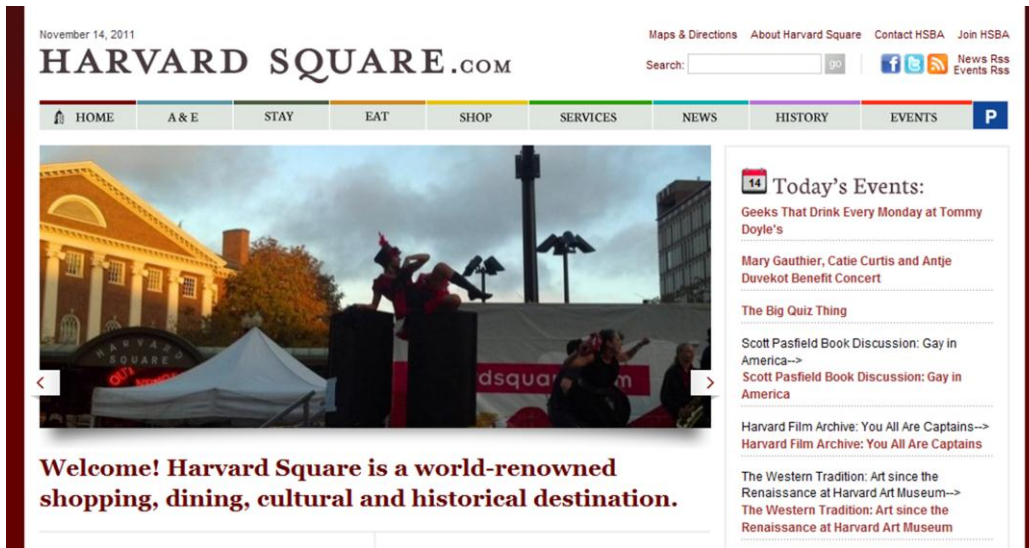 November 14, 2011
HARVARD SQUARE.COM
Maps & Directions About Harvard Square Contact HSBA Join HSBA
Search: go
News Rss
Events Rss
HOME A & E STAY EAT SHOP SERVICES NEWS HISTORY EVENTS P
HARVARD
SQUARE
dsqua m
Welcome! Harvard Square is a world-renowned
shopping, dining, cultural and historical destination.
14 Today's Events:
Geeks That Drink Every Monday at Tommy
Doyle's
Mary Gauthier, Catie Curtis and Antje
Duvekot Benefit Concert
The Big Quiz Thing
Scott Pasfield Book Discussion: Gay in
America-->
Scott Pasfield Book Discussion: Gay in
America
Harvard Film Archive: You All Are Captains-->
Harvard Film Archive: You All Are Captains
The Western Tradition: Art since the
Renaissance at Harvard Art Museum-->
The Western Tradition: Art since the
Renaissance at Harvard Art Museum